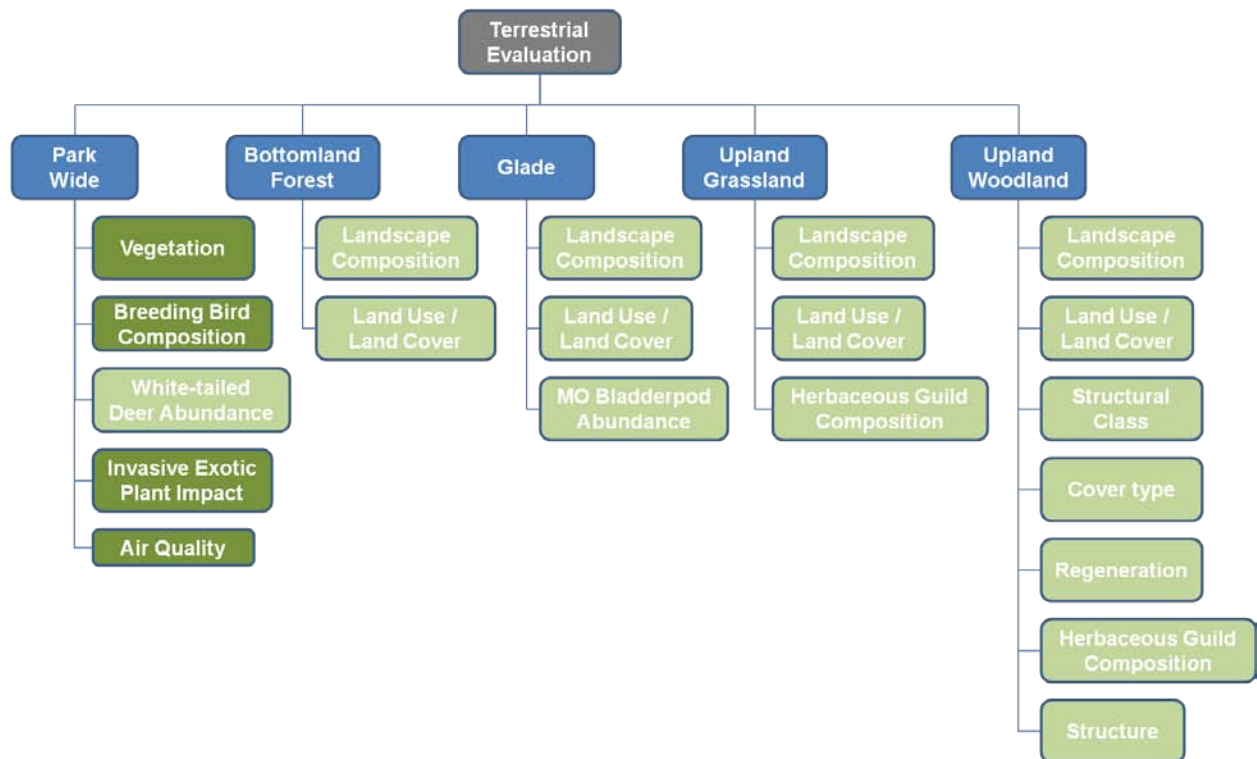 Terrestrial
Evaluation
Park
Wide
Bottomland
Forest
Glade
Upland
Grassland
Upland
Woodland
Vegetation
Breeding Bird
Composition
White-tailed
Deer Abundance
Invasive Exotic
Plant Impact
Air Quality
Landscape
Composition
Land Use /
Land Cover
Landscape
Composition
Land Use /
Land Cover
MO Bladderpod
Abundance
Landscape
Composition
Land Use /
Land Cover
Herbaceous Guild
Composition
Landscape
Composition
Land Use /
Land Cover
Structural
Class
Cover type
Regeneration
Herbaceous Guild
Composition
Structure